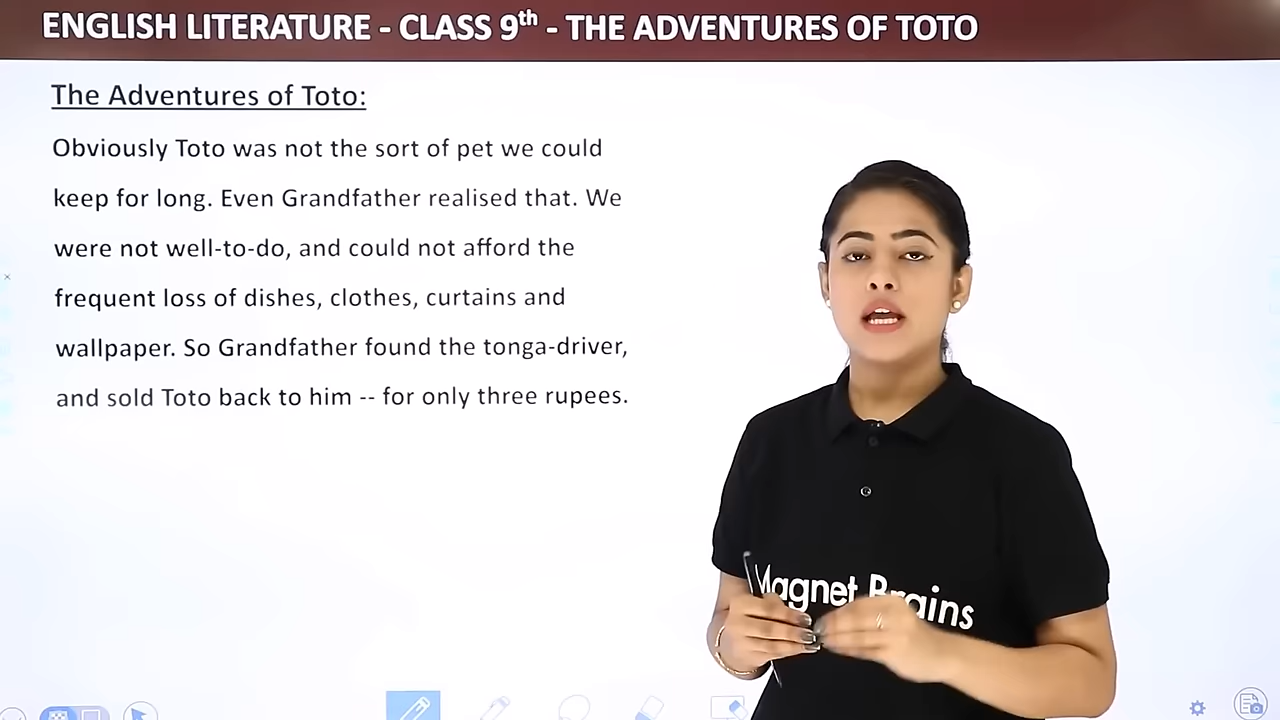 ENGLISH LITERATURE - CLASS 9th - THE ADVENTURES OF TOTO
The Adventures of Toto:
Obviously Toto was not the sort of pet we could
keep for long. Even Grandfather realised that. We
were not well-to-do, and could not afford the
frequent loss of dishes, clothes, curtains and
wallpaper. So Grandfather found the tonga-driver,
and sold Toto back to him -- for only three rupees.
Magnet Brains